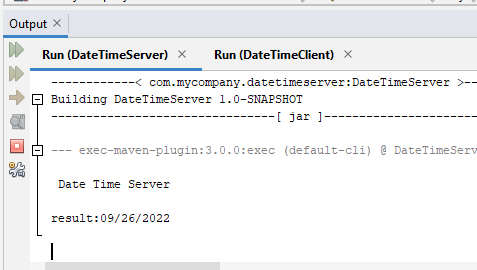 Output
Run (DateTimeServer) Run (DateTimeClient)
------------< com.mycompany.datetimeserver:DateTimeServer >--
Building DateTimeServer 1.0-SNAPSHOT
--------------------------------[ jar ]----------------------
--- exec-maven-plugin:3.0.0:exec (default-cli) @ DateTimeServ
Date Time Server
result:09/26/2022